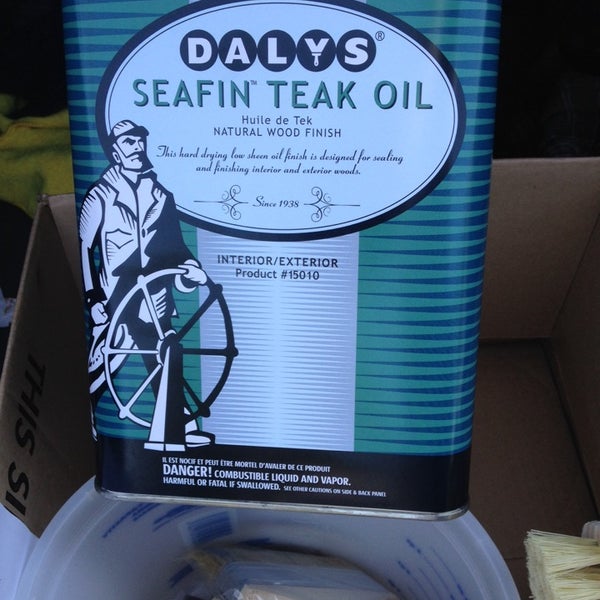 DALYS®
SEAFIN™ TEAK OIL
Huile de Tek
NATURAL WOOD FINISH
This hard drying low sheen oil finish is designed for sealing
and finishing interior and exterior woods.
Since 1938
INTERIOR/EXTERIOR
Product #15010
IL EST NOCIF ET PEUT ÊTRE MORTEL D'AVALER DE CE PRODUIT
DANGER! COMBUSTIBLE LIQUID AND VAPOR.
HARMFUL OR FATAL IF SWALLOWED. SEE OTHER CAUTIONS ON SIDE & BACK PANEL
THIS SI